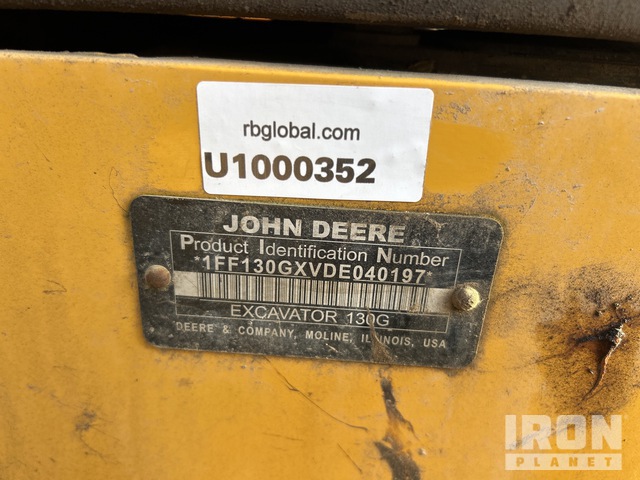 rbglobal.com
U1000352
JOHN DEERE
Product Identification Number
*1FF130GXVDE040197*
EXCAVATOR 130G
DEERE & COMPANY, MOLINE, ILLINOIS, USA
IRON
PLANET